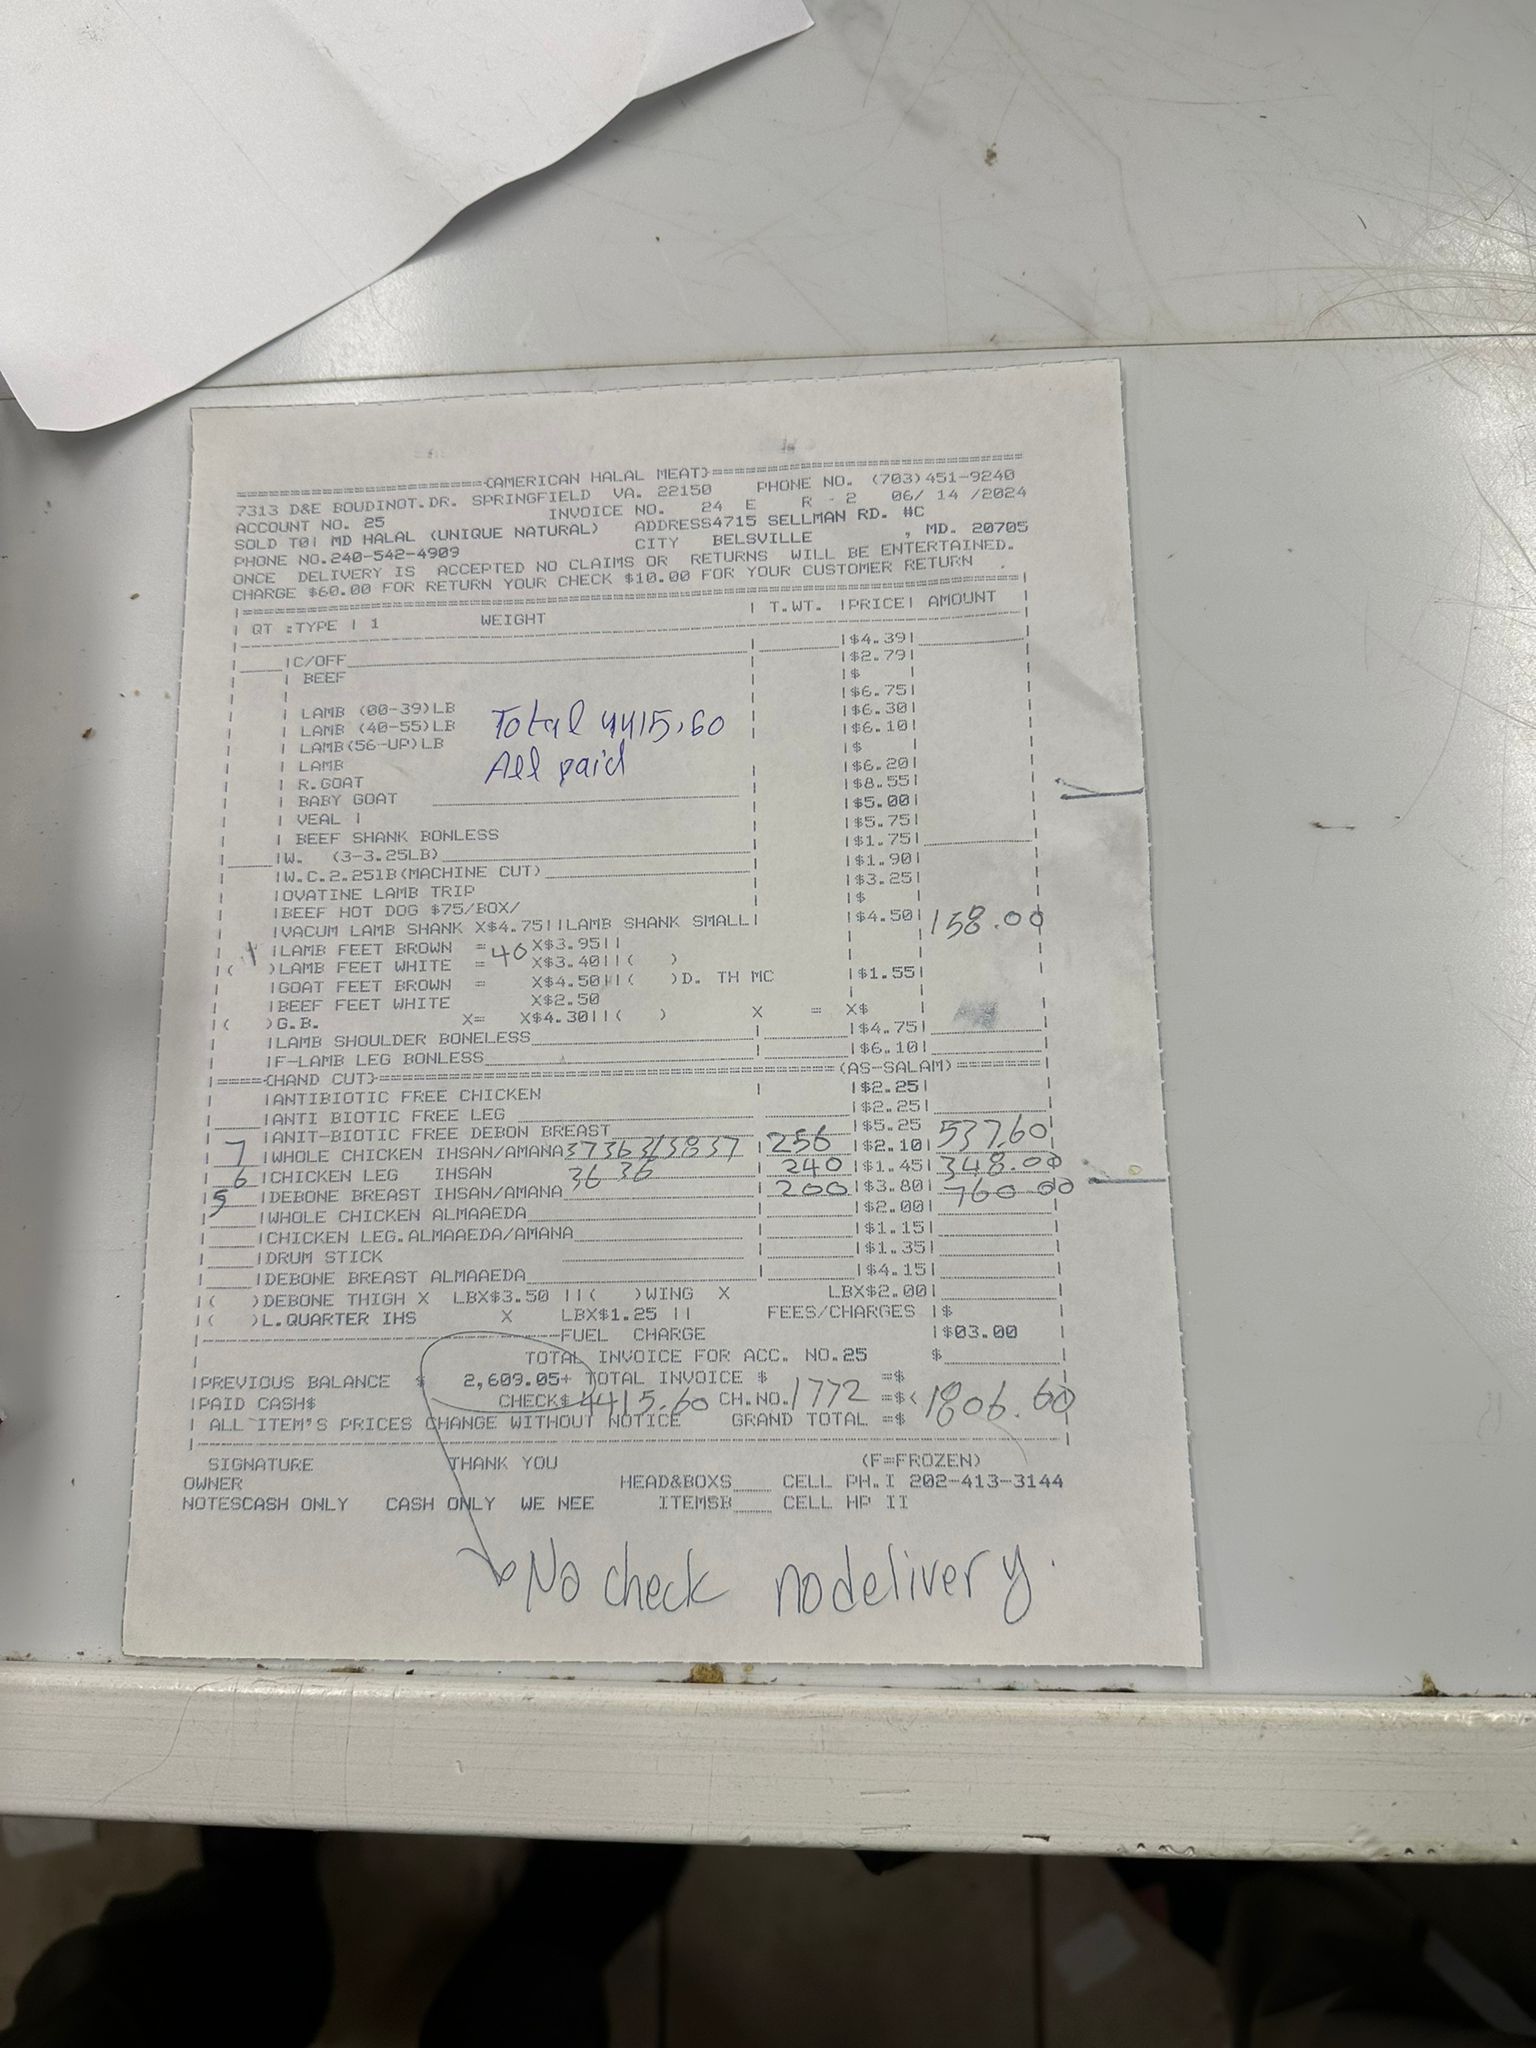 =========================={AMERICAN HALAL MEAT}==================================
7313 D&E BOUDINOT.DR. SPRINGFIELD VA. 22150 PHONE NO. (703)451-9240
ACCOUNT NO. 25 INVOICE NO. 24 E R - 2 06/ 14 /2024
SOLD TO| MD HALAL (UNIQUE NATURAL) ADDRESS4715 SELLMAN RD. #C
PHONE NO.240-542-4909 CITY BELSVILLE , MD. 20705
ONCE DELIVERY IS ACCEPTED NO CLAIMS OR RETURNS WILL BE ENTERTAINED.
CHARGE $60.00 FOR RETURN YOUR CHECK $10.00 FOR YOUR CUSTOMER RETURN .
| QT :TYPE | 1 WEIGHT | T.WT. |PRICE| AMOUNT |
|C/OFF |$4.39|
| BEEF |$2.79|
|$ |
| LAMB (00-39)LB |$6.75|
| LAMB (40-55)LB |$6.30|
| LAMB(56-UP)LB |$6.10|
Total 4415.60
| LAMB |$ |
All paid
| R.GOAT |$6.20|
| BABY GOAT |$8.55|
| VEAL | |$5.00|
| BEEF SHANK BONLESS |$5.75|
|W. (3-3.25LB) |$1.75|
|W.C.2.25lB(MACHINE CUT) |$1.90|
|OVATINE LAMB TRIP |$3.25|
|BEEF HOT DOG $75/BOX/ |$ |
|VACUM LAMB SHANK X$4.75||LAMB SHANK SMALL| |$4.50| 158.00
|LAMB FEET BROWN = 40 X$3.95||
|( )LAMB FEET WHITE = X$3.40||( )
|GOAT FEET BROWN = X$4.50||( )D. TH MC |$1.55|
|BEEF FEET WHITE X$2.50
|( )G.B. X= X$4.30||( ) X = X$
|LAMB SHOULDER BONELESS |$4.75|
|F-LAMB LEG BONLESS |$6.10|
|===={HAND CUT}==================================================(AS-SALAM)=======|
|ANTIBIOTIC FREE CHICKEN |$2.25|
|ANTI BIOTIC FREE LEG |$2.25|
|ANIT-BIOTIC FREE DEBON BREAST |$5.25
7 |WHOLE CHICKEN IHSAN/AMANA 37 36 36 38 37 256 |$2.10| 537.60
6 |CHICKEN LEG IHSAN 36 36 240 |$1.45| 348.00
5 |DEBONE BREAST IHSAN/AMANA 200 |$3.80| 760.00
|WHOLE CHICKEN ALMAAEDA |$2.00|
|CHICKEN LEG.ALMAAEDA/AMANA |$1.15|
|DRUM STICK |$1.35|
|DEBONE BREAST ALMAAEDA |$4.15|
|( )DEBONE THIGH X LBX$3.50 ||( )WING X LBX$2.00|
|( )L.QUARTER IHS X LBX$1.25 || FEES/CHARGES |$
FUEL CHARGE |$03.00
TOTAL INVOICE FOR ACC. NO.25 $
|PREVIOUS BALANCE $ 2,609.05+ TOTAL INVOICE $ =$
|PAID CASH$ CHECK$ 4415.60 CH.NO. 1772 =$< 1806.60
| ALL ITEM'S PRICES CHANGE WITHOUT NOTICE GRAND TOTAL =$
SIGNATURE THANK YOU (F=FROZEN)
OWNER HEAD&BOXS____ CELL PH.I 202-413-3144
NOTESCASH ONLY CASH ONLY WE NEE ITEMSB____ CELL HP II
No check no delivery.